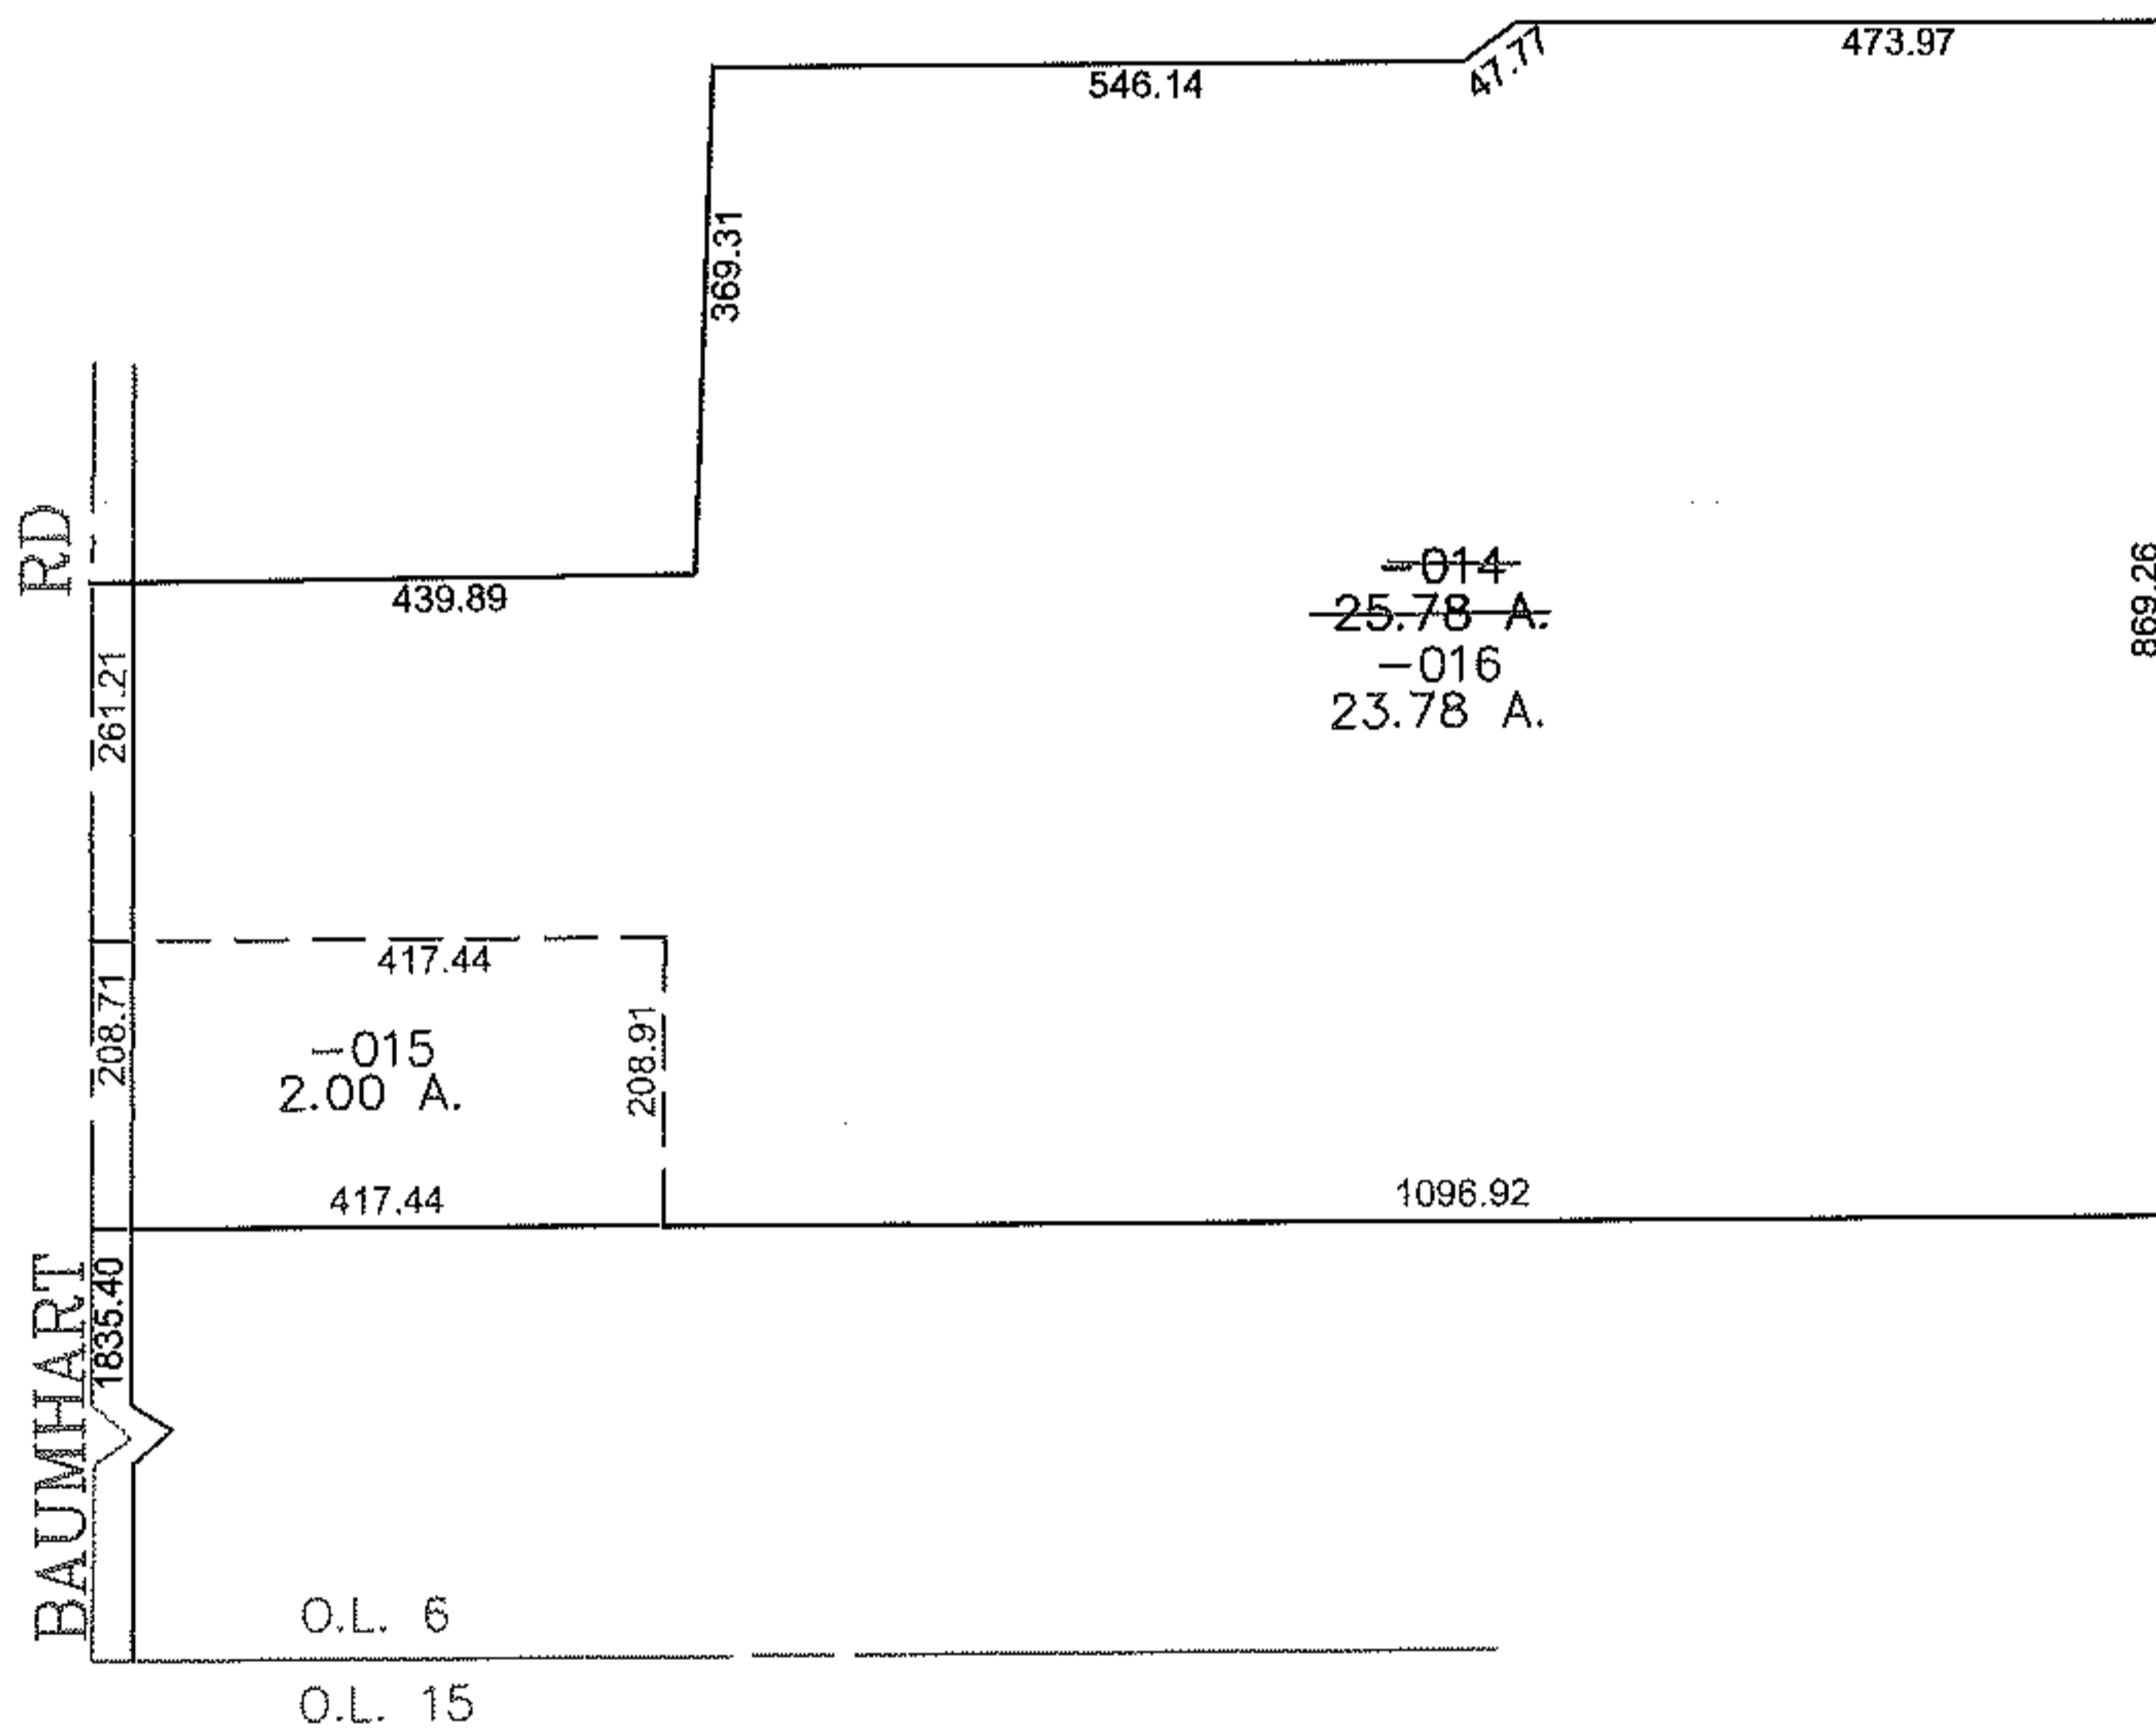 473.97
47.77
546.14
369.31
RD
-014
25.78 A.
-016
23.78 A.
869.26
439.89
261.21
417.44
208.71
-015
2.00 A.
208.91
417.44
1096.92
1835.40
BAUMHART
O.L. 6
O.L. 15